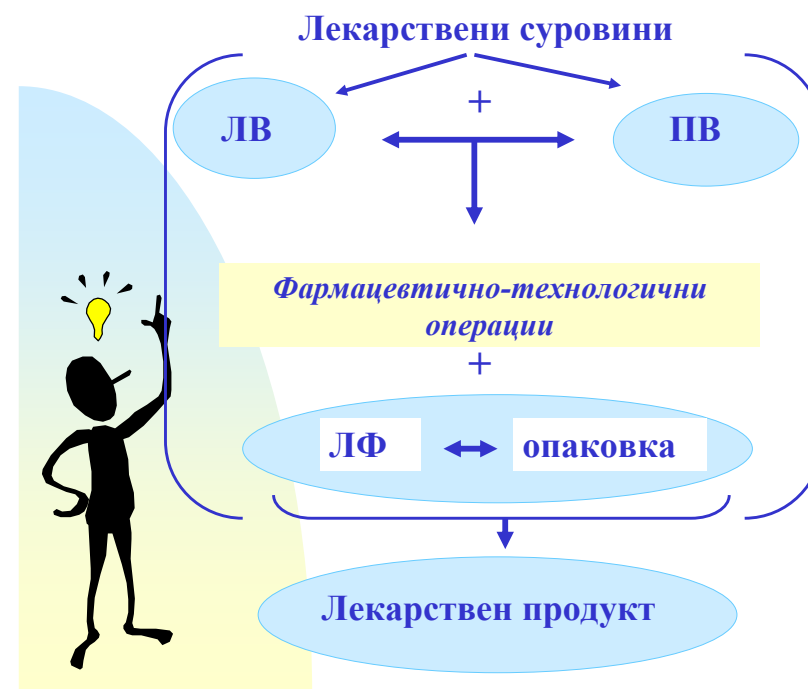 Лекарствени суровини
+
ЛВ
ПВ
Фармацевтично-технологични
операции
+
ЛФ
опаковка
Лекарствен продукт